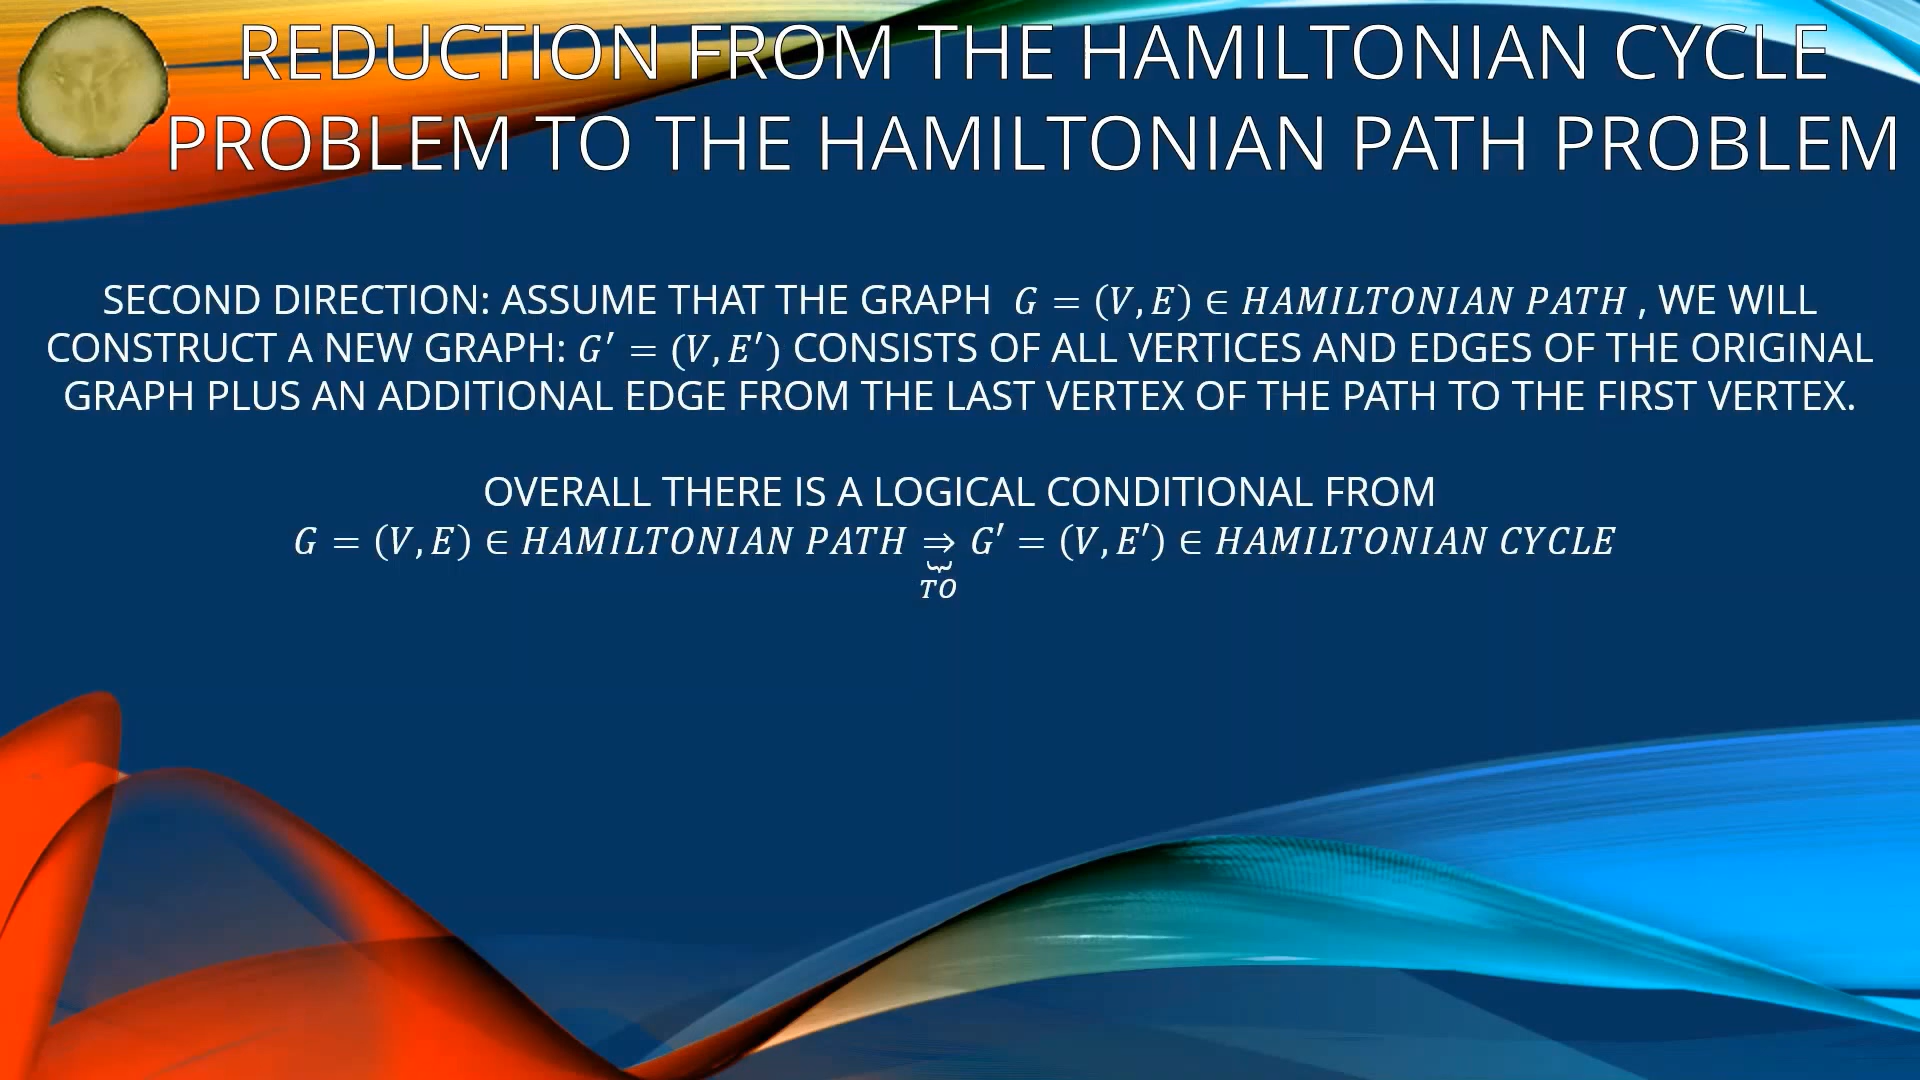 REDUCTION FROM THE HAMILTONIAN CYCLE
PROBLEM TO THE HAMILTONIAN PATH PROBLEM
SECOND DIRECTION: ASSUME THAT THE GRAPH G = (V, E) ∈ HAMILTONIAN PATH , WE WILL
CONSTRUCT A NEW GRAPH: G′ = (V, E′) CONSISTS OF ALL VERTICES AND EDGES OF THE ORIGINAL
GRAPH PLUS AN ADDITIONAL EDGE FROM THE LAST VERTEX OF THE PATH TO THE FIRST VERTEX.
OVERALL THERE IS A LOGICAL CONDITIONAL FROM
G = (V, E) ∈ HAMILTONIAN PATH ⇒ G′ = (V, E′) ∈ HAMILTONIAN CYCLE
TO